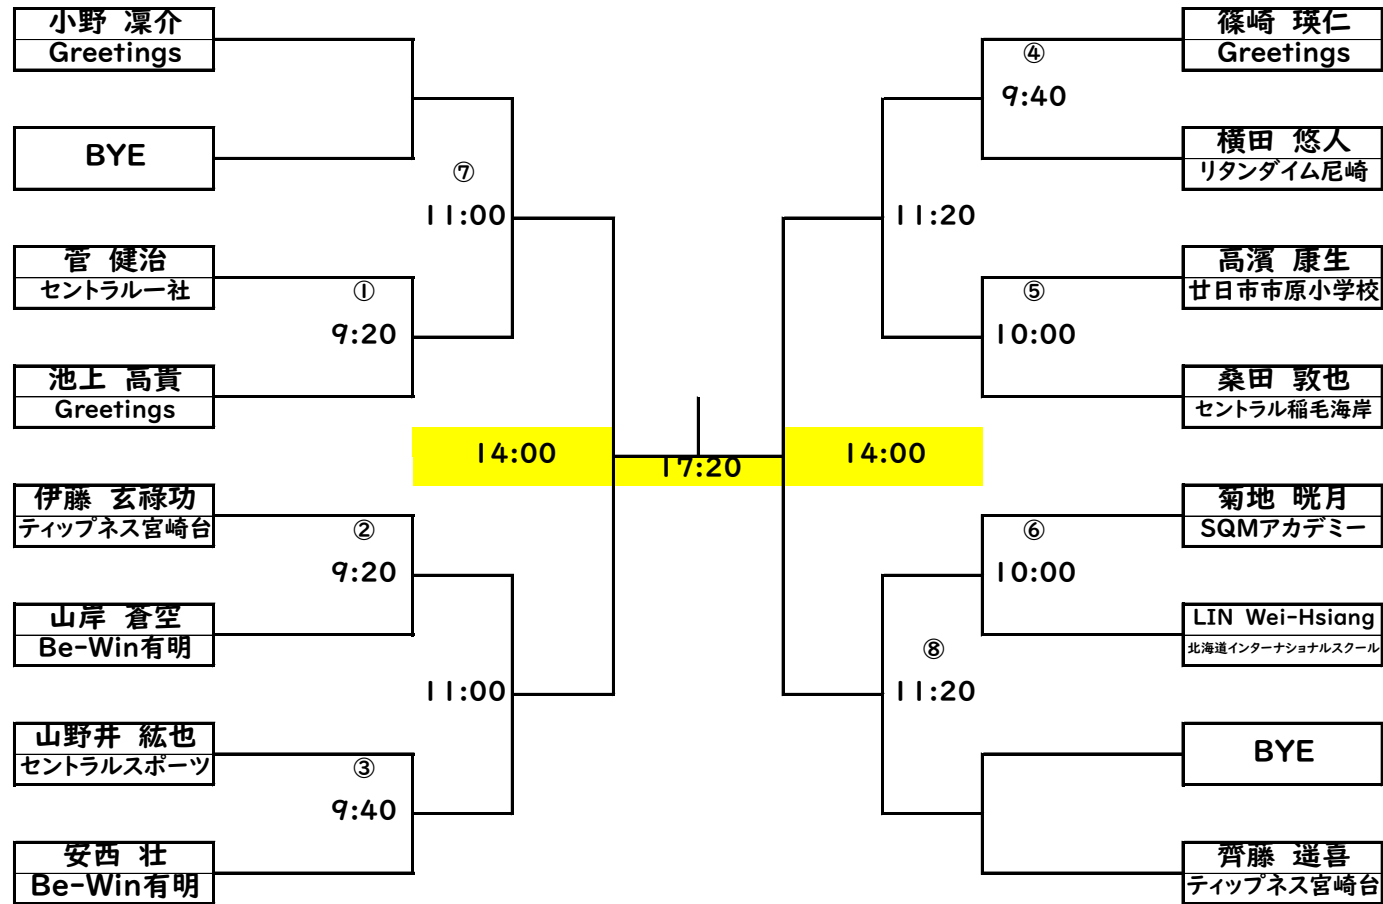 小野 凜介
Greetings
BYE
⑦
11:00
菅 健治
セントラル一社
①
9:20
池上 高貴
Greetings
14:00
伊藤 玄祿功
ティップネス宮崎台
②
9:20
山岸 蒼空
Be-Win有明
11:00
山野井 紘也
セントラルスポーツ
③
9:40
安西 壮
Be-Win有明
17:20
篠崎 瑛仁
Greetings
④
9:40
横田 悠人
リタンダイム尼崎
11:20
高濱 康生
廿日市市原小学校
⑤
10:00
桑田 敦也
セントラル稲毛海岸
14:00
菊地 晄月
SQMアカデミー
⑥
10:00
LIN Wei-Hsiang
北海道インターナショナルスクール
⑧
11:20
BYE
齊藤 遥喜
ティップネス宮崎台